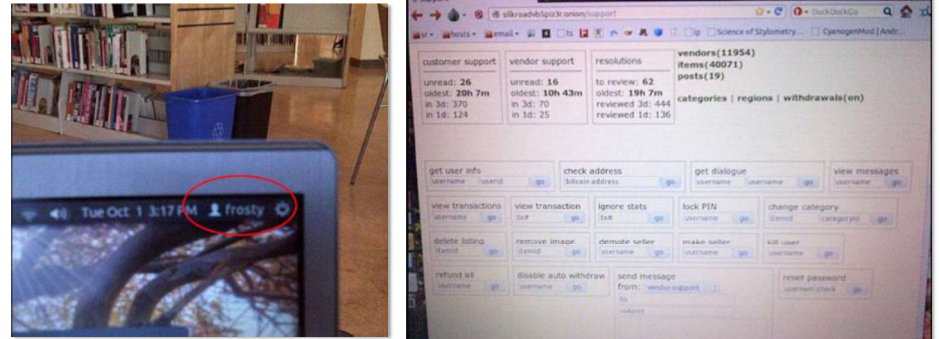 Tue Oct 1 3:17 PM frosty
silkroadvb5piz3r.onion/support
DuckDuckGo
sr hosts email ts ip Science of Stylometry... CyanogenMod | Andr...
customer support
unread: 26
oldest: 20h 7m
in 3d: 370
in 1d: 124
vendor support
unread: 16
oldest: 10h 43m
in 3d: 70
in 1d: 25
resolutions
to review: 62
oldest: 19h 7m
reviewed 3d: 444
reviewed 1d: 136
vendors(11954)
items(40071)
posts(19)
categories | regions | withdrawals(on)
get user info
username userid go
check address
bitcoin address go
get dialogue
username username go
view messages
username go
view transactions
username go
view transaction
tx# go
ignore stats
tx# go
lock PIN
username go
change category
itemid categoryid go
delete listing
itemid go
remove image
itemid go
demote seller
username go
make seller
username go
kill user
username go
refund all
username go
disable auto withdraw
username go
send message
from: vendor support
to
subject
reset password
username check go